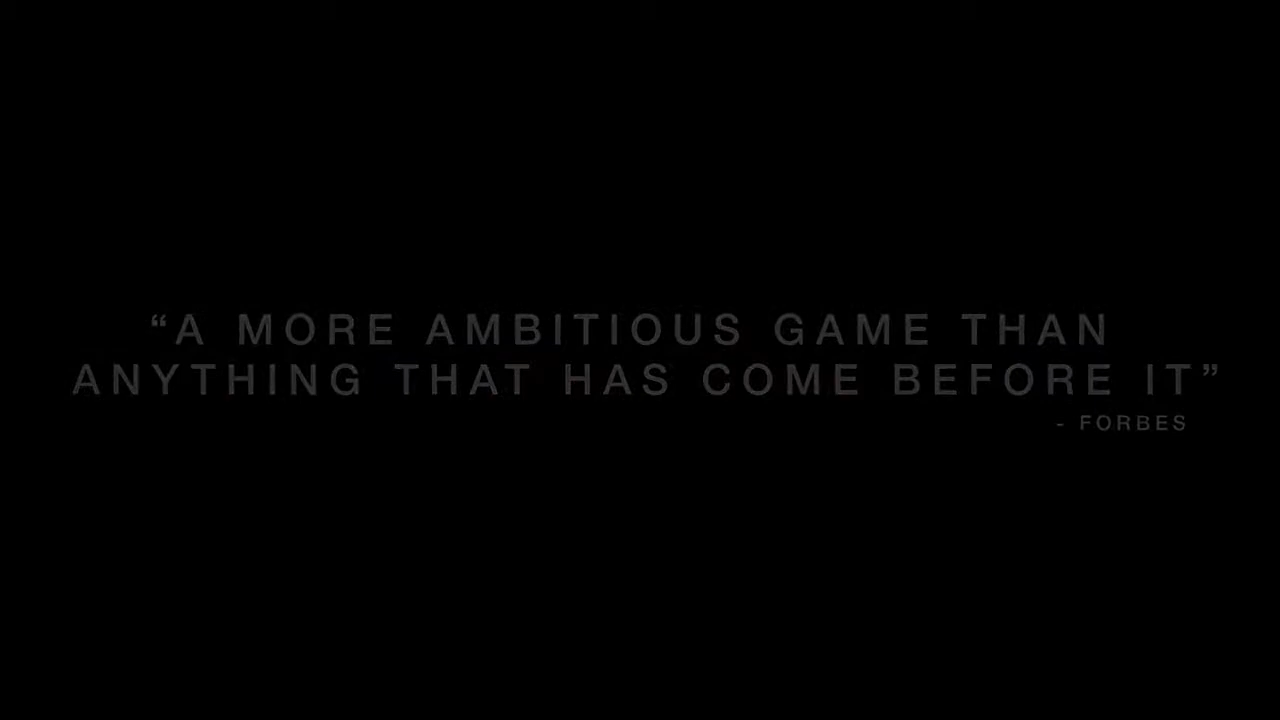 “A MORE AMBITIOUS GAME THAN
ANYTHING THAT HAS COME BEFORE IT”
- FORBES